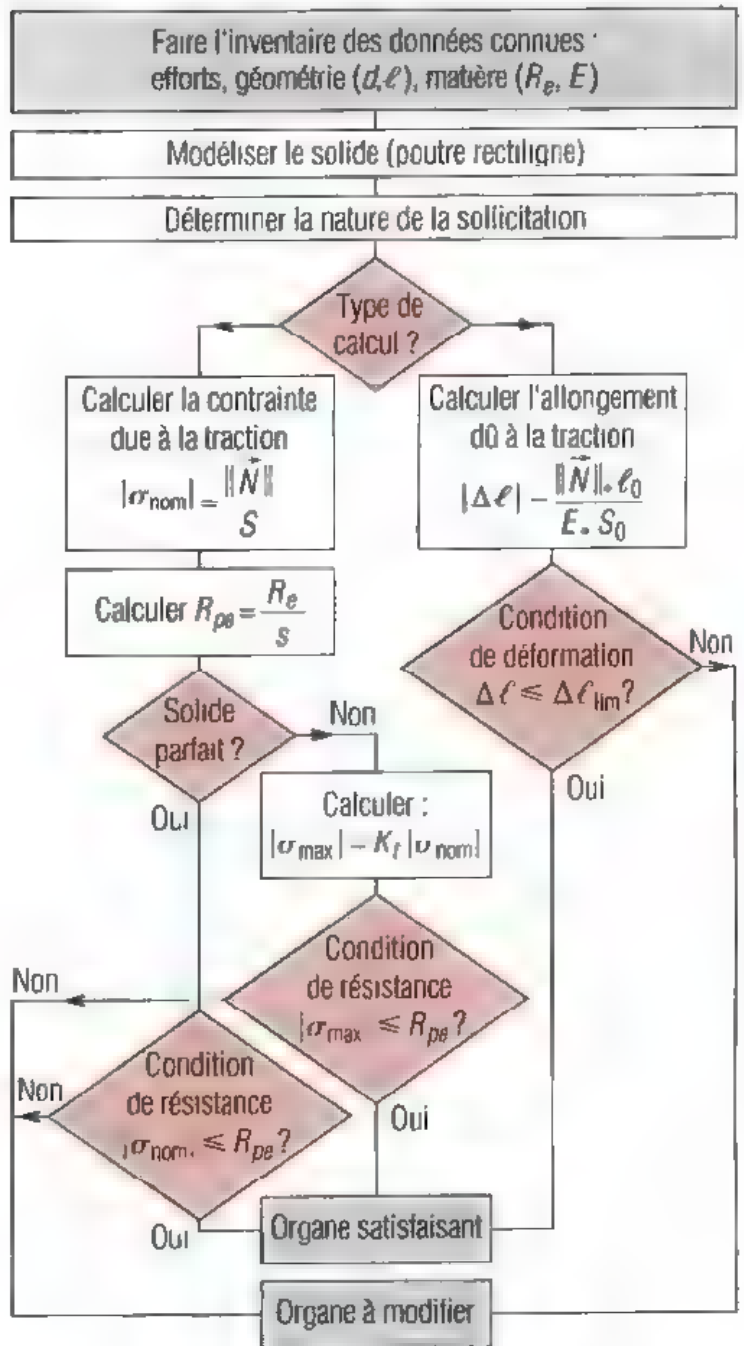 Faire l'inventaire des données connues :
efforts, géométrie (d,ℓ), matière (Re, E)
Modéliser le solide (poutre rectiligne)
Déterminer la nature de la sollicitation
Type de
calcul ?
Calculer la contrainte
due à la traction
|σnom| = ‖N⃗‖ / S
Calculer Rpe = Re / s
Solide
parfait ?
Oui
Non
Calculer :
|σmax| = Kt |σnom|
Condition
de résistance
|σmax| ≤ Rpe ?
Non
Oui
Condition
de résistance
|σnom| ≤ Rpe ?
Non
Oui
Calculer l'allongement
dû à la traction
|Δℓ| = ‖N⃗‖.ℓ0 / E.S0
Condition
de déformation
Δℓ ≤ Δℓlim?
Non
Oui
Organe satisfaisant
Organe à modifier